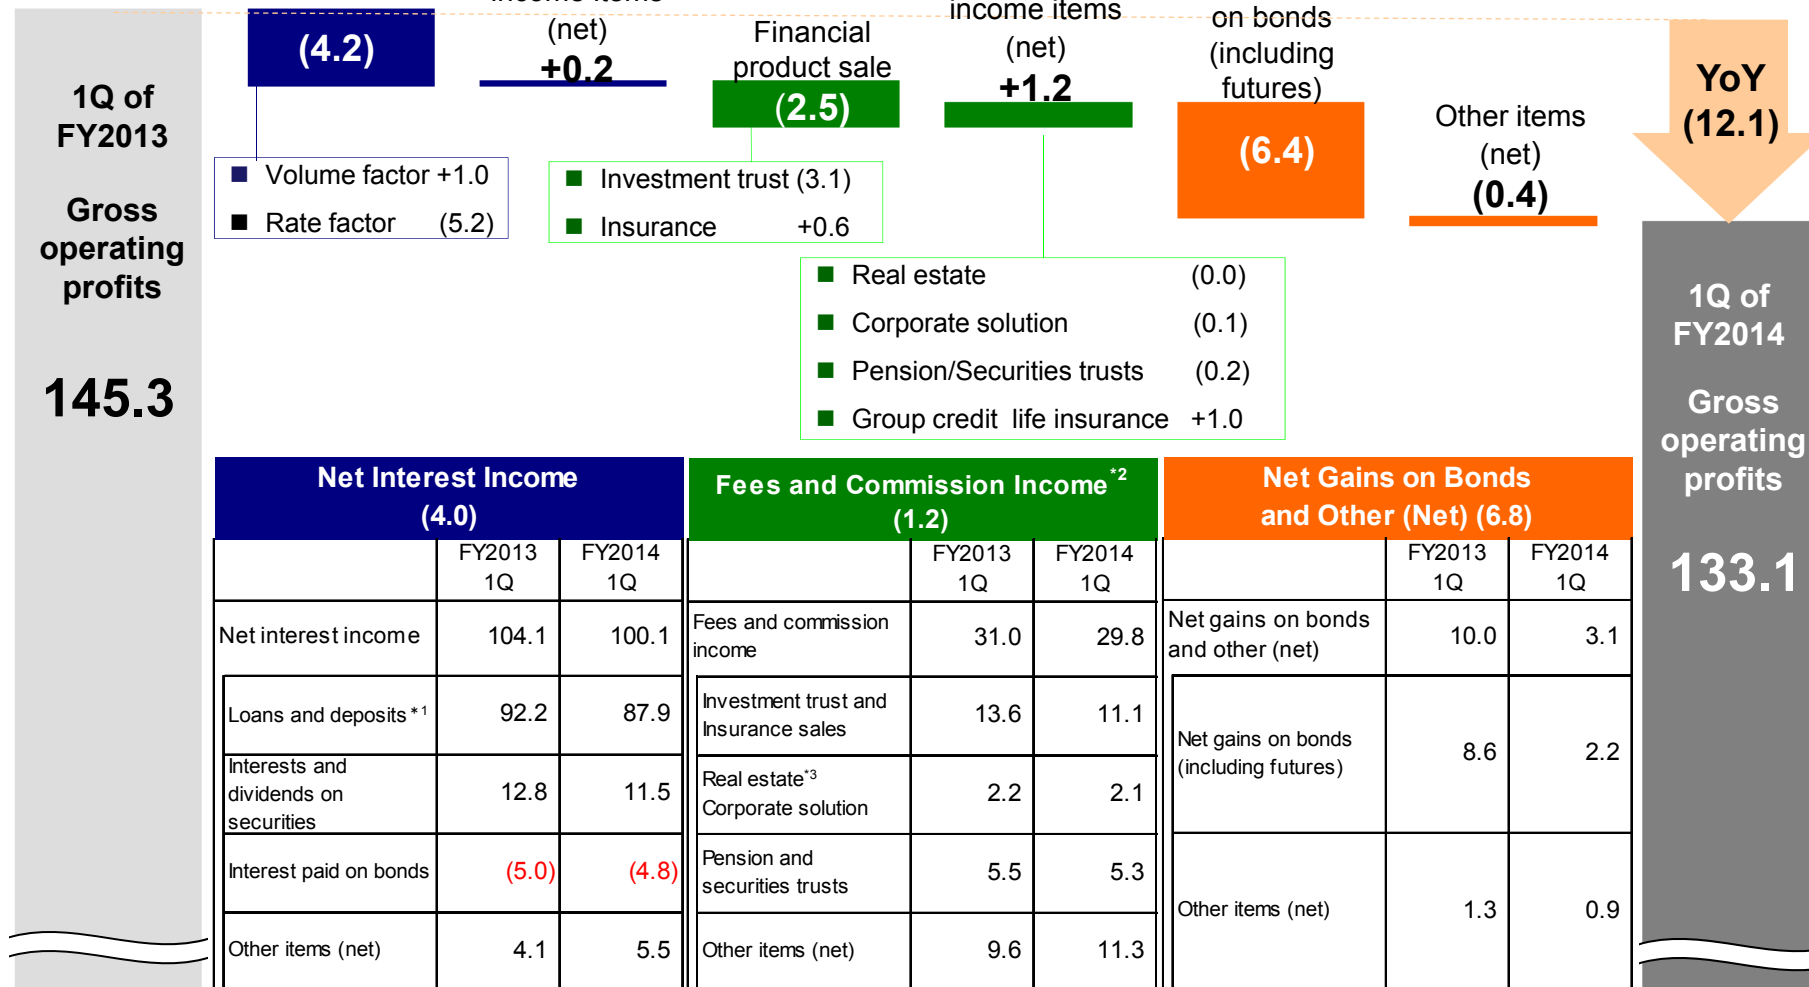 1Q of
FY2013
Gross
operating
profits
145.3
(4.2)
(net)
+0.2
Financial
product sale
(2.5)
income items
(net)
+1.2
on bonds
(including
futures)
(6.4)
Other items
(net)
(0.4)
YoY
(12.1)
■ Volume factor +1.0
■ Rate factor (5.2)
■ Investment trust (3.1)
■ Insurance +0.6
■ Real estate (0.0)
■ Corporate solution (0.1)
■ Pension/Securities trusts (0.2)
■ Group credit life insurance +1.0
1Q of
FY2014
Gross
operating
profits
133.1
Net Interest Income
(4.0)
FY2013 FY2014
1Q 1Q
Net interest income 104.1 100.1
Loans and deposits *1 92.2 87.9
Interests and
dividends on 12.8 11.5
securities
Interest paid on bonds (5.0) (4.8)
Other items (net) 4.1 5.5
Fees and Commission Income*2
(1.2)
FY2013 FY2014
1Q 1Q
Fees and commission
income 31.0 29.8
Investment trust and
Insurance sales 13.6 11.1
Real estate*3
Corporate solution 2.2 2.1
Pension and
securities trusts 5.5 5.3
Other items (net) 9.6 11.3
Net Gains on Bonds
and Other (Net) (6.8)
FY2013 FY2014
1Q 1Q
Net gains on bonds
and other (net) 10.0 3.1
Net gains on bonds
(including futures) 8.6 2.2
Other items (net) 1.3 0.9